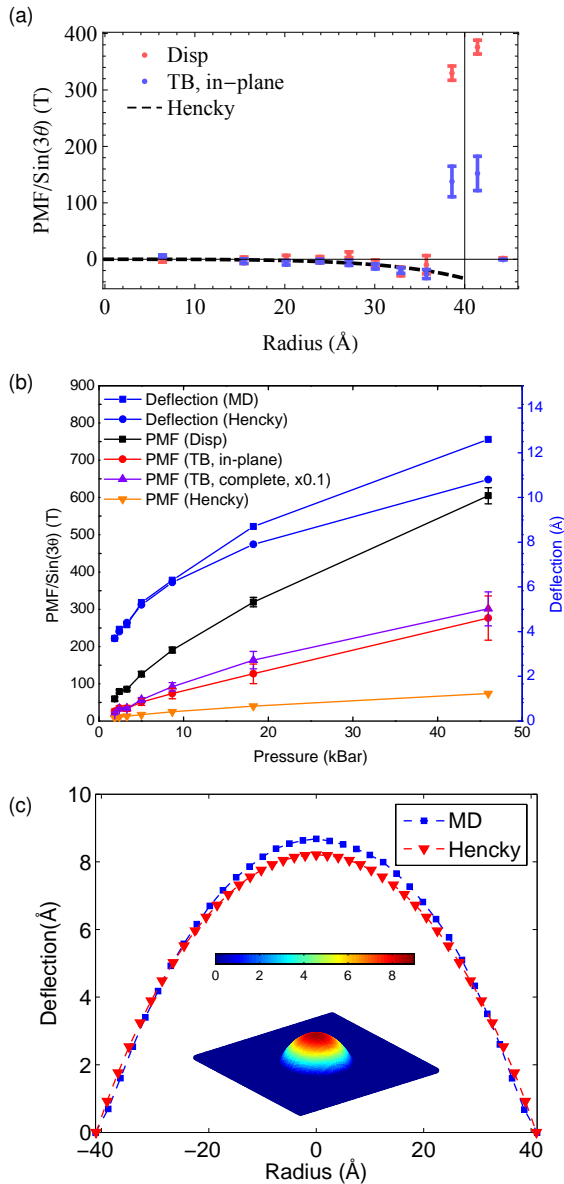 (a)
400
300
200
100
0
PMF/Sin(3θ) (T)
Disp
TB, in−plane
Hencky
0 10 20 30 40 50
Radius (Å)
(b)
900
800
700
600
500
400
300
200
100
0
PMF/Sin(3θ) (T)
Deflection (MD)
Deflection (Hencky)
PMF (Disp)
PMF (TB, in-plane)
PMF (TB, complete, x0.1)
PMF (Hencky)
14
12
10
8
6
4
2
0
Deflection (Å)
0 10 20 30 40 50
Pressure (kBar)
(c)
10
8
6
4
2
0
Deflection(Å)
MD
Hencky
0 2 4 6 8
−40 −20 0 20 40
Radius (Å)